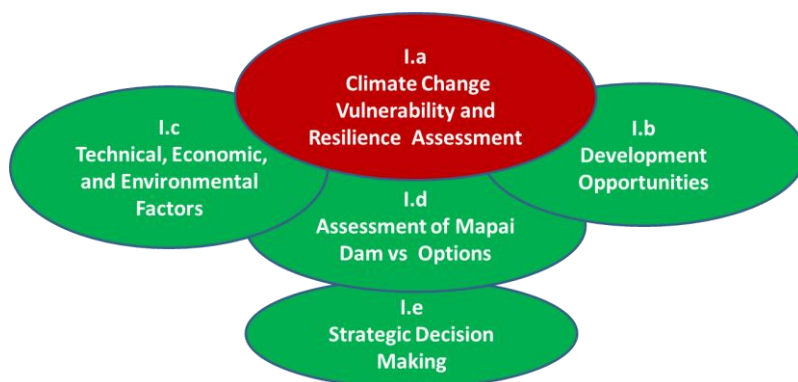 I.a
Climate Change
Vulnerability and
Resilience Assessment
I.c
Technical, Economic,
and Environmental
Factors
I.b
Development
Opportunities
I.d
Assessment of Mapai
Dam vs Options
I.e
Strategic Decision
Making